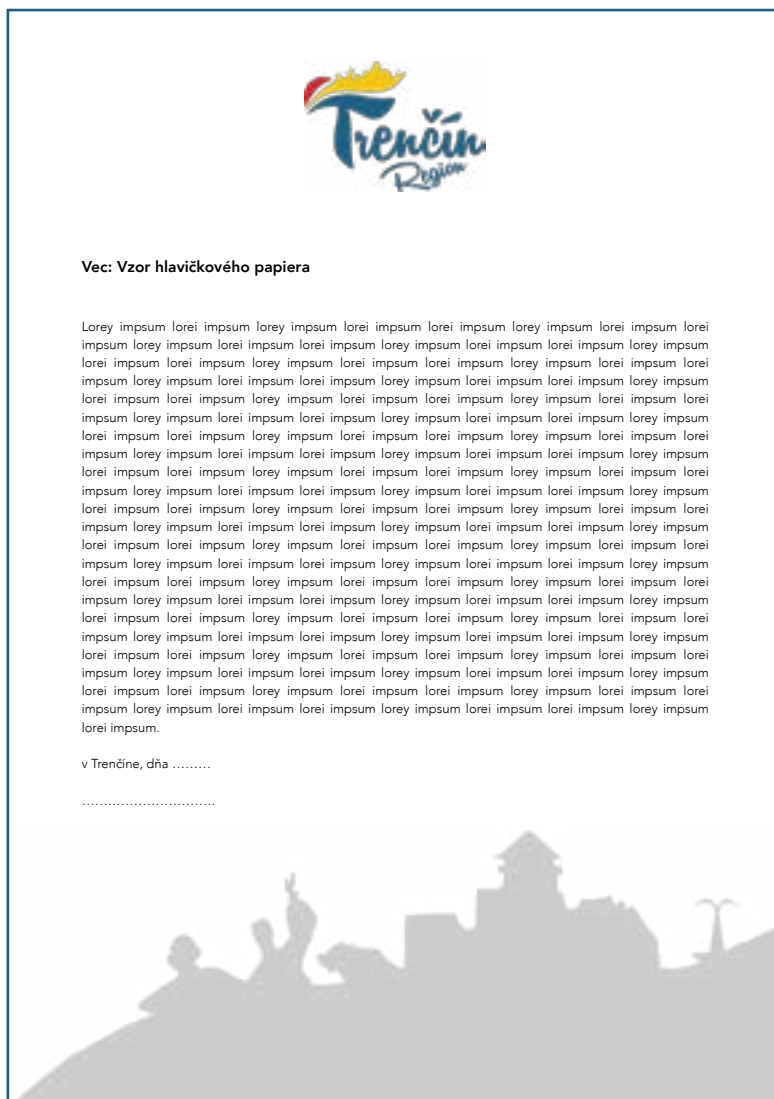 Trenčín
Region
Vec: Vzor hlavičkového papiera
Lorey impsum lorei impsum lorey impsum lorei impsum lorei impsum lorey impsum lorei impsum lorei
impsum lorey impsum lorei impsum lorei impsum lorey impsum lorei impsum lorei impsum lorey impsum
lorei impsum lorei impsum lorey impsum lorei impsum lorei impsum lorey impsum lorei impsum lorei
impsum lorey impsum lorei impsum lorei impsum lorey impsum lorei impsum lorei impsum lorey impsum
lorei impsum lorei impsum lorey impsum lorei impsum lorei impsum lorey impsum lorei impsum lorei
impsum lorey impsum lorei impsum lorei impsum lorey impsum lorei impsum lorei impsum lorey impsum
lorei impsum lorei impsum lorey impsum lorei impsum lorei impsum lorey impsum lorei impsum lorei
impsum lorey impsum lorei impsum lorei impsum lorey impsum lorei impsum lorei impsum lorey impsum
lorei impsum lorei impsum lorey impsum lorei impsum lorei impsum lorey impsum lorei impsum lorei
impsum lorey impsum lorei impsum lorei impsum lorey impsum lorei impsum lorei impsum lorey impsum
lorei impsum lorei impsum lorey impsum lorei impsum lorei impsum lorey impsum lorei impsum lorei
impsum lorey impsum lorei impsum lorei impsum lorey impsum lorei impsum lorei impsum lorey impsum
lorei impsum lorei impsum lorey impsum lorei impsum lorei impsum lorey impsum lorei impsum lorei
impsum lorey impsum lorei impsum lorei impsum lorey impsum lorei impsum lorei impsum lorey impsum
lorei impsum lorei impsum lorey impsum lorei impsum lorei impsum lorey impsum lorei impsum lorei
impsum lorey impsum lorei impsum lorei impsum lorey impsum lorei impsum lorei impsum lorey impsum
lorei impsum lorei impsum lorey impsum lorei impsum lorei impsum lorey impsum lorei impsum lorei
impsum lorey impsum lorei impsum lorei impsum lorey impsum lorei impsum lorei impsum lorey impsum
lorei impsum lorei impsum lorey impsum lorei impsum lorei impsum lorey impsum lorei impsum lorei
impsum lorey impsum lorei impsum lorei impsum lorey impsum lorei impsum lorei impsum lorey impsum
lorei impsum lorei impsum lorey impsum lorei impsum lorei impsum lorey impsum lorei impsum lorei
impsum lorey impsum lorei impsum lorei impsum lorey impsum lorei impsum lorei impsum lorey impsum
lorei impsum.
v Trenčíne, dňa ………
………………………….